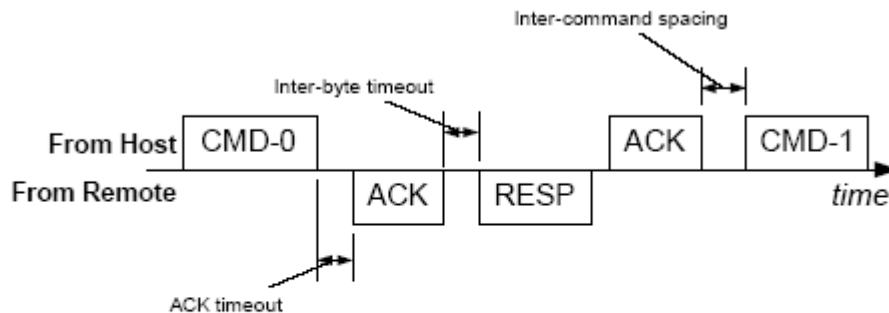 Inter-command spacing
Inter-byte timeout
From Host
CMD-0
ACK
CMD-1
From Remote
ACK
RESP
time
ACK timeout